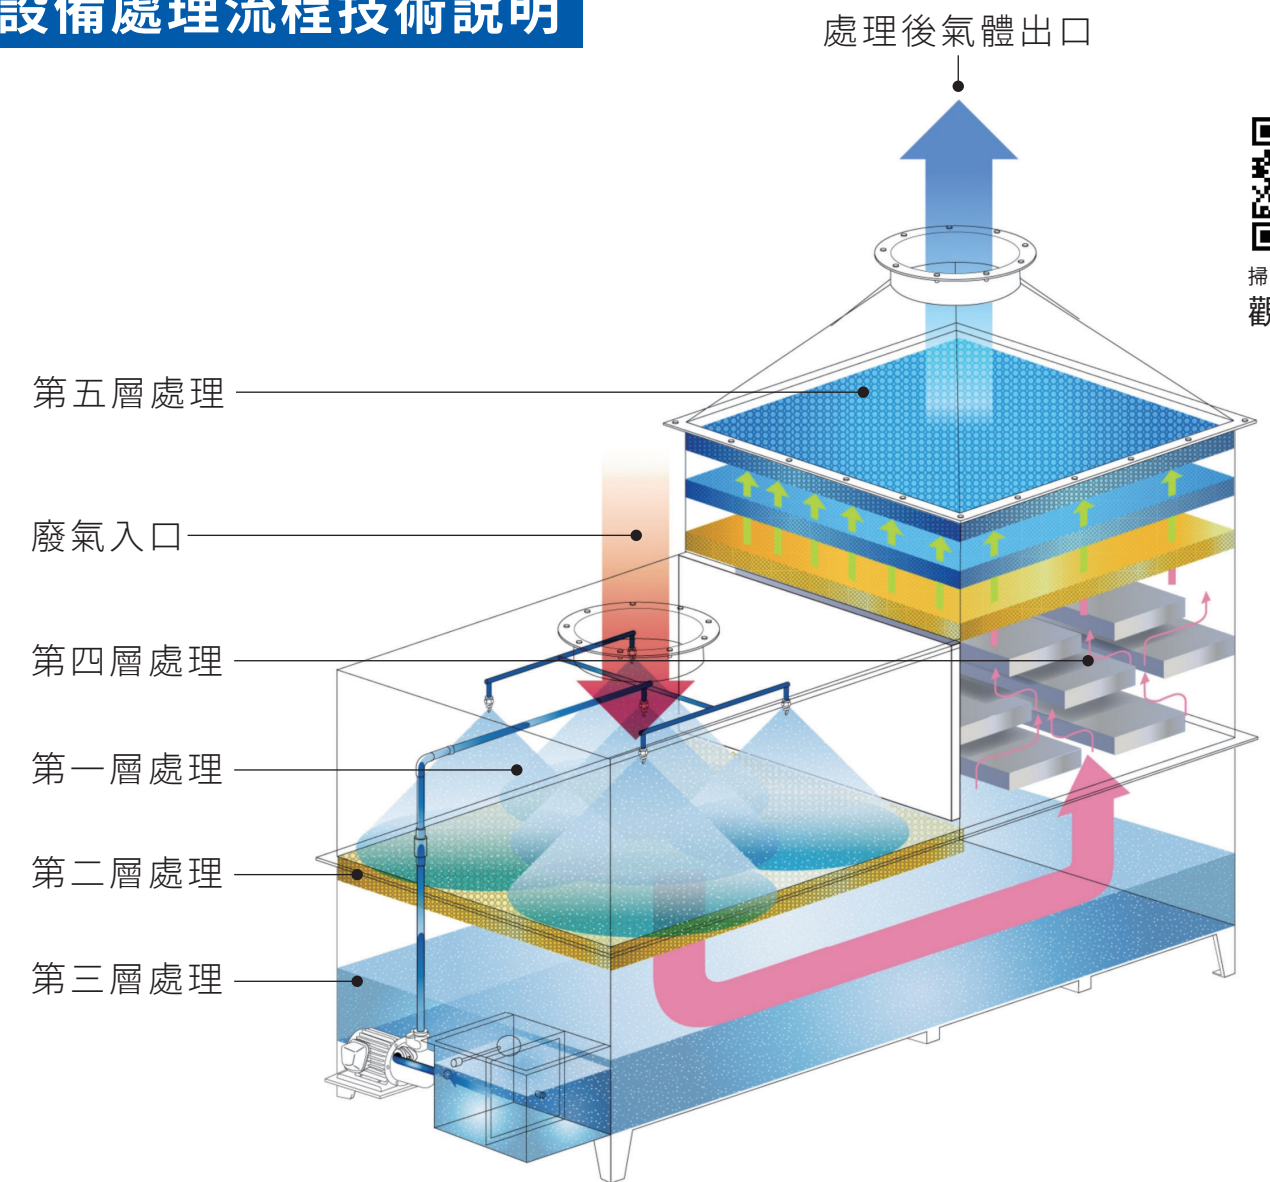 設備處理流程技術說明
處理後氣體出口
掃
觀
第五層處理
廢氣入口
第四層處理
第一層處理
第二層處理
第三層處理